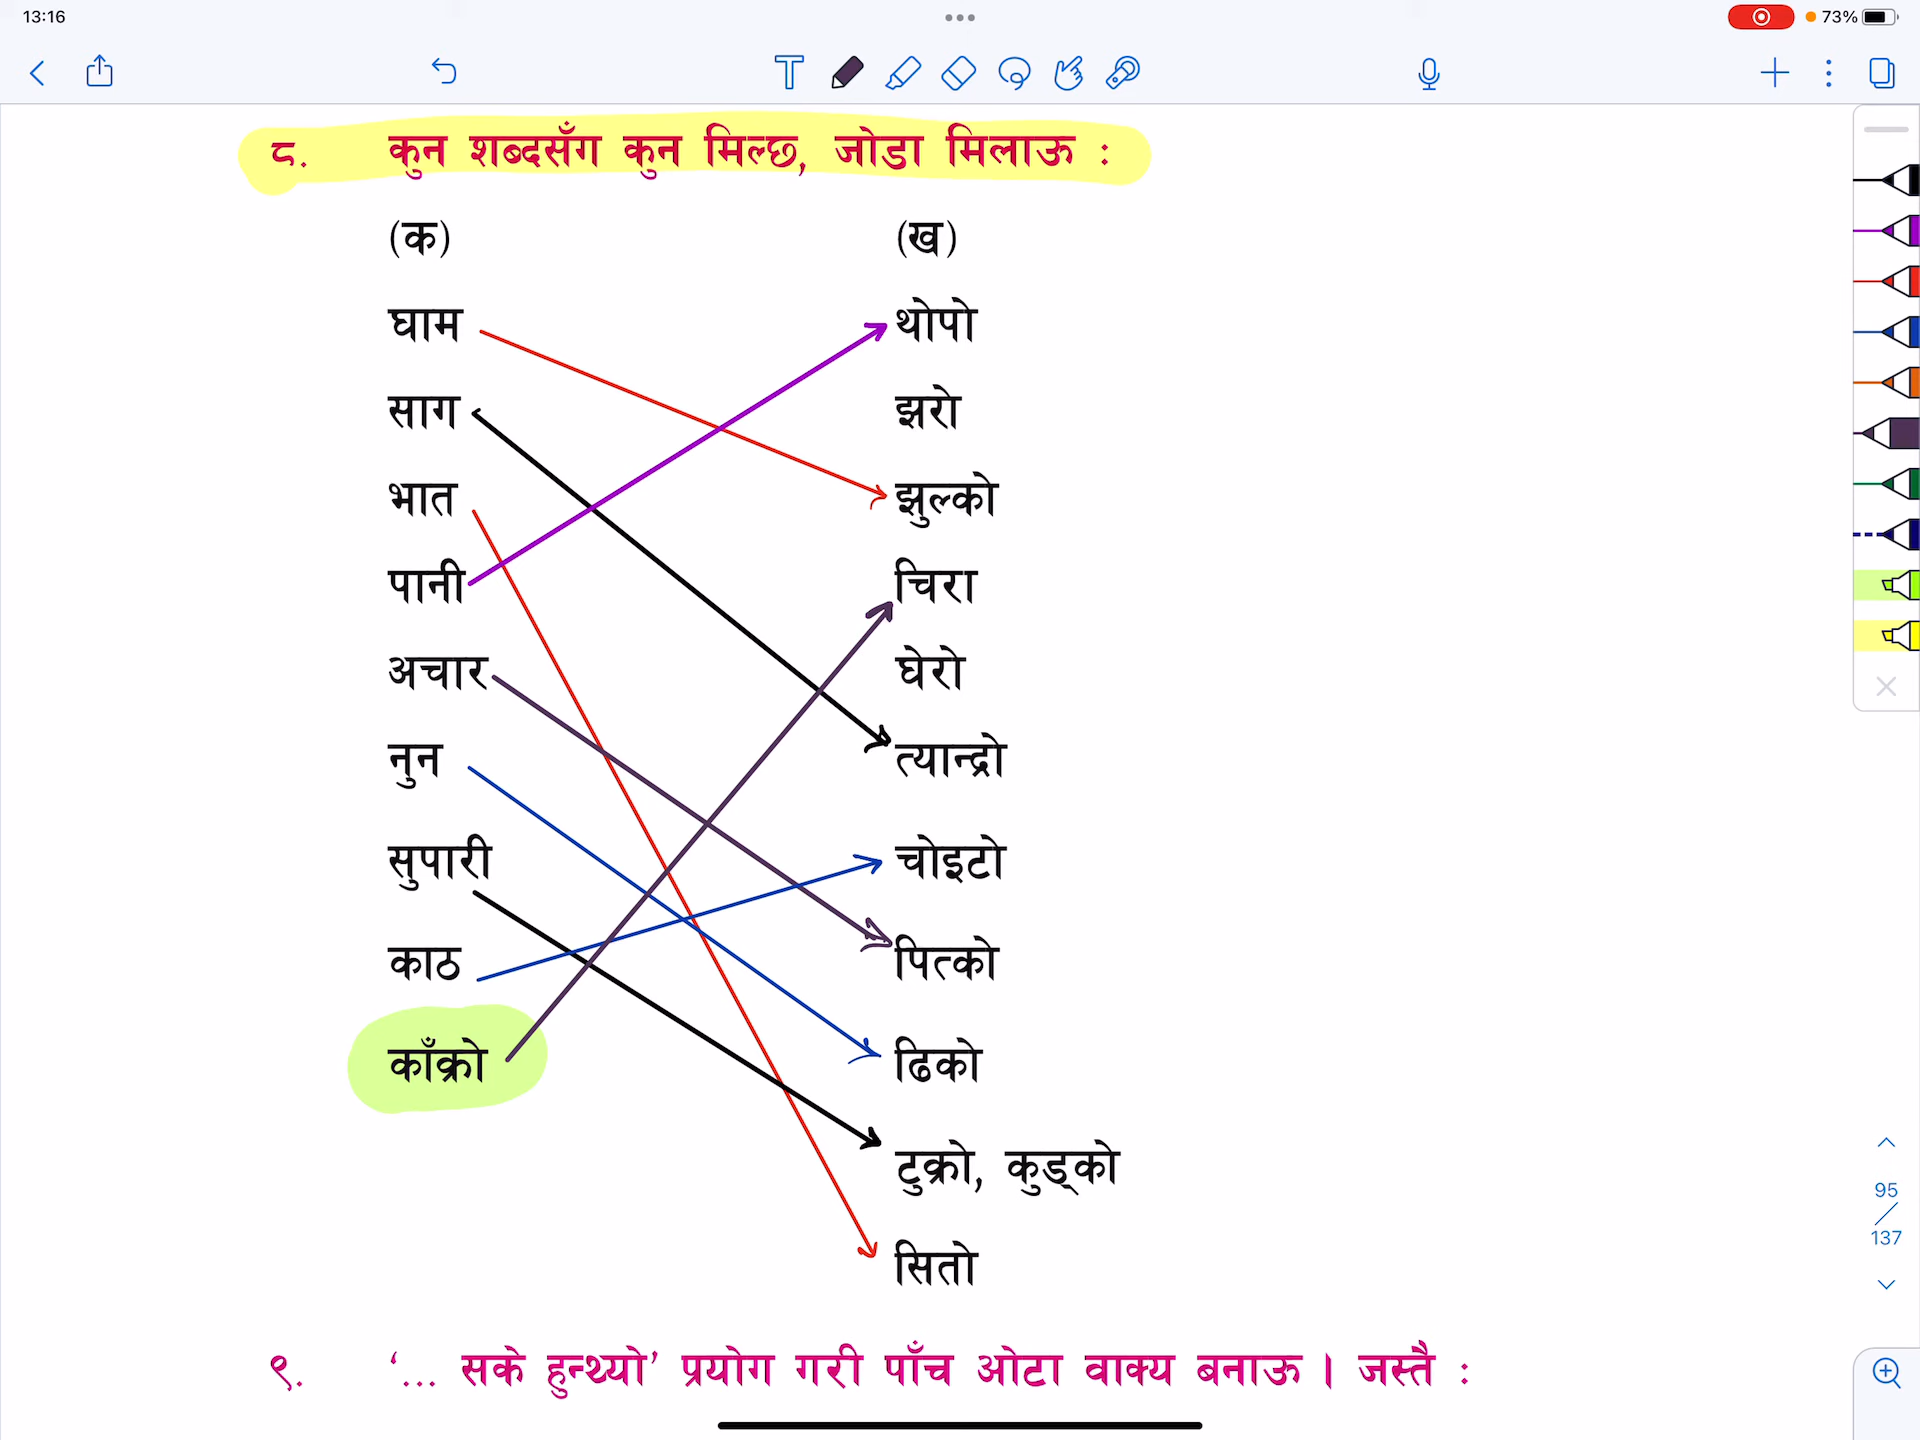 13:16
73%
८. कुन शब्दसँग कुन मिल्छ, जोडा मिलाऊ :
(क) (ख)
घाम थोपो
साग झरो
भात झुल्को
पानी चिरा
अचार घेरो
नुन त्यान्द्रो
सुपारी चोइटो
काठ पित्को
काँक्रो ढिको
टुक्रो, कुड्को
सितो
९. ‘... सके हुन्थ्यो’ प्रयोग गरी पाँच ओटा वाक्य बनाऊ । जस्तै :
95
/
137